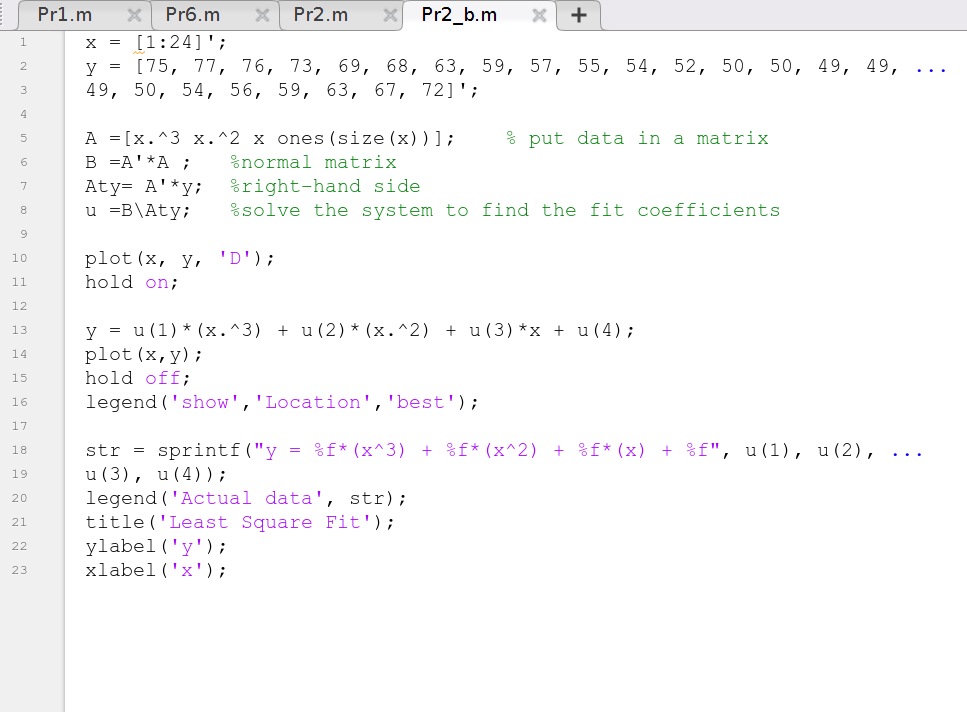 Pr1.m Pr6.m Pr2.m Pr2_b.m +
1 x = [1:24]';
2 y = [75, 77, 76, 73, 69, 68, 63, 59, 57, 55, 54, 52, 50, 50, 49, 49, ...
3 49, 50, 54, 56, 59, 63, 67, 72]';
4
5 A =[x.^3 x.^2 x ones(size(x))]; % put data in a matrix
6 B =A'*A ; %normal matrix
7 Aty= A'*y; %right-hand side
8 u =B\Aty; %solve the system to find the fit coefficients
9
10 plot(x, y, 'D');
11 hold on;
12
13 y = u(1)*(x.^3) + u(2)*(x.^2) + u(3)*x + u(4);
14 plot(x,y);
15 hold off;
16 legend('show','Location','best');
17
18 str = sprintf("y = %f*(x^3) + %f*(x^2) + %f*(x) + %f", u(1), u(2), ...
19 u(3), u(4));
20 legend('Actual data', str);
21 title('Least Square Fit');
22 ylabel('y');
23 xlabel('x');